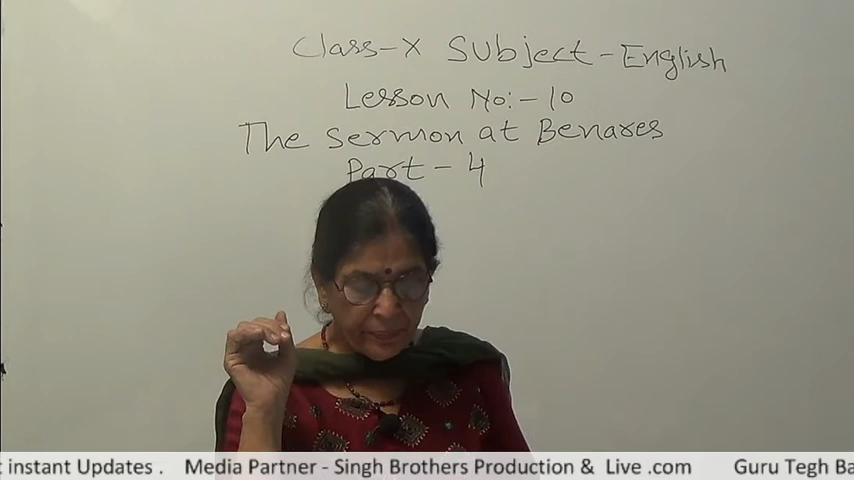 Class-X Subject-English
Lesson No:-10
The Sermon at Benares
Part-4
instant Updates . Media Partner - Singh Brothers Production & Live .com Guru Tegh